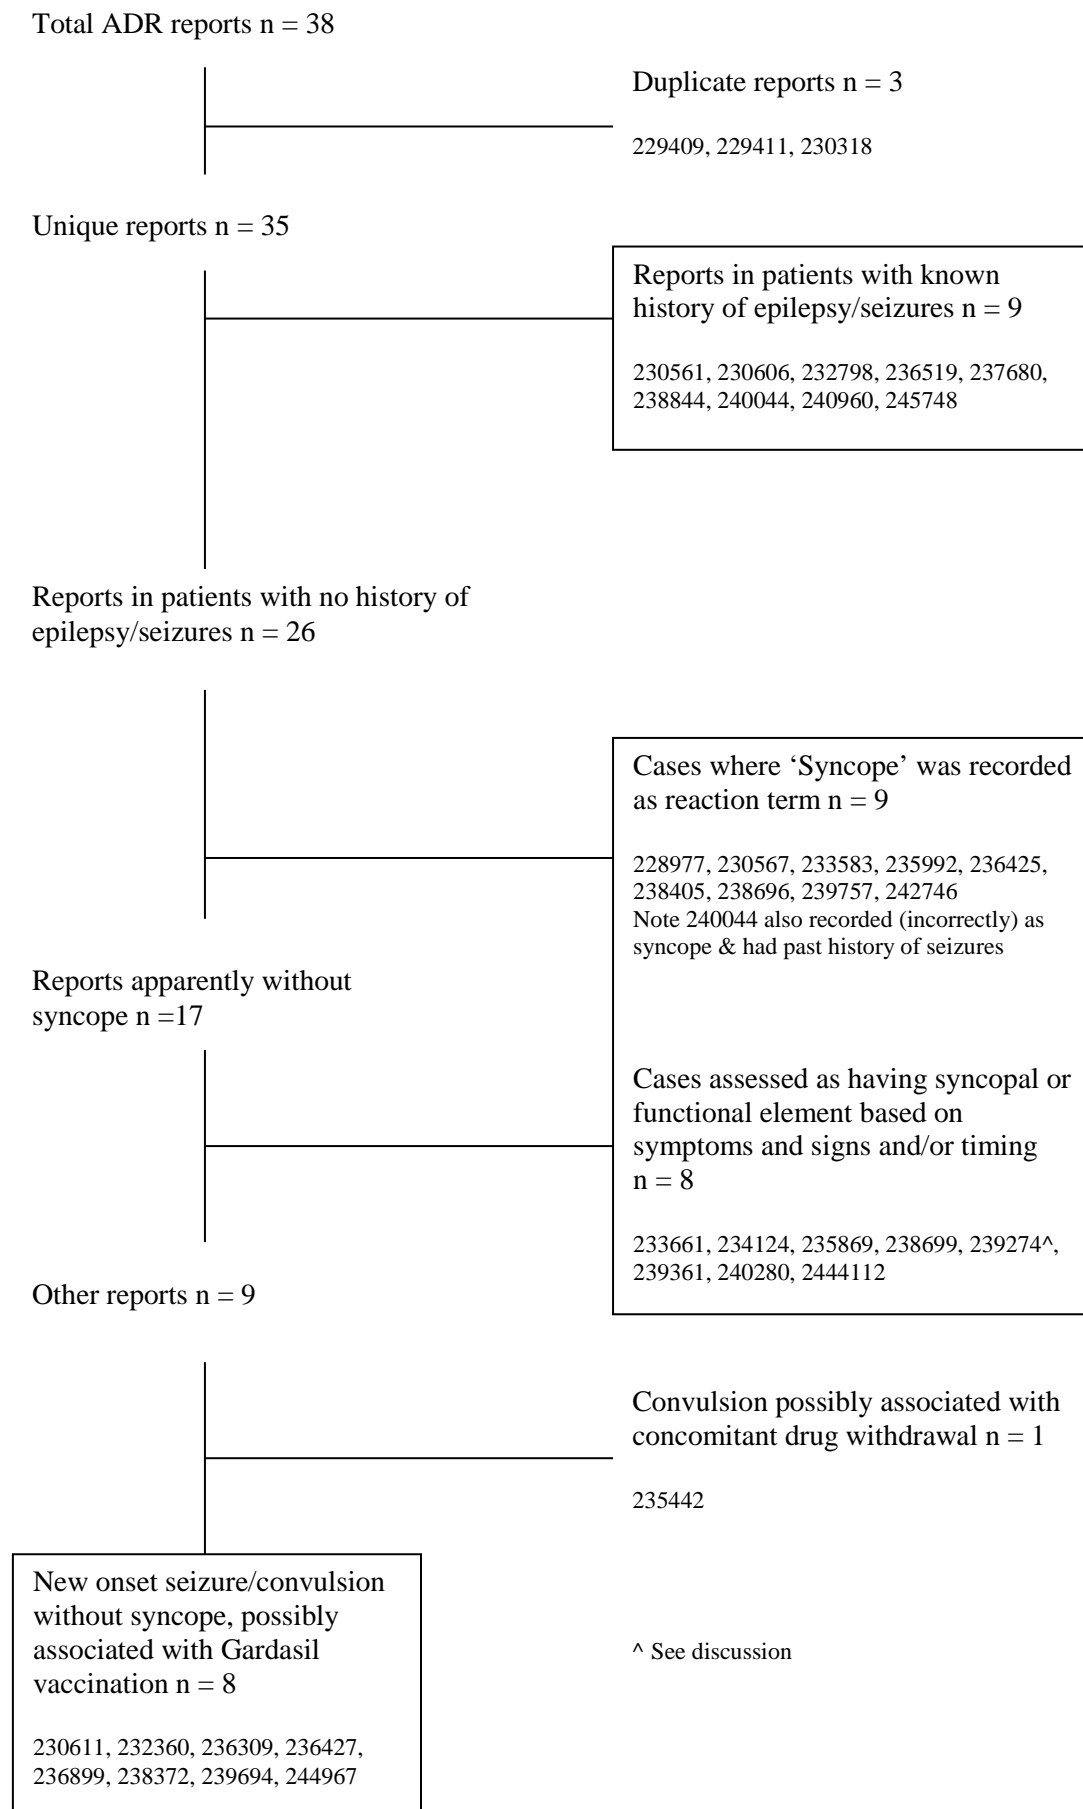 Total ADR reports n = 38
Duplicate reports n = 3
229409, 229411, 230318
Unique reports n = 35
Reports in patients with known
history of epilepsy/seizures n = 9
230561, 230606, 232798, 236519, 237680,
238844, 240044, 240960, 245748
Reports in patients with no history of
epilepsy/seizures n = 26
Cases where ‘Syncope’ was recorded
as reaction term n = 9
228977, 230567, 233583, 235992, 236425,
238405, 238696, 239757, 242746
Note 240044 also recorded (incorrectly) as
syncope & had past history of seizures
Reports apparently without
syncope n =17
Cases assessed as having syncopal or
functional element based on
symptoms and signs and/or timing
n = 8
233661, 234124, 235869, 238699, 239274^,
239361, 240280, 2444112
Other reports n = 9
Convulsion possibly associated with
concomitant drug withdrawal n = 1
235442
New onset seizure/convulsion
without syncope, possibly
associated with Gardasil
vaccination n = 8
230611, 232360, 236309, 236427,
236899, 238372, 239694, 244967
^ See discussion